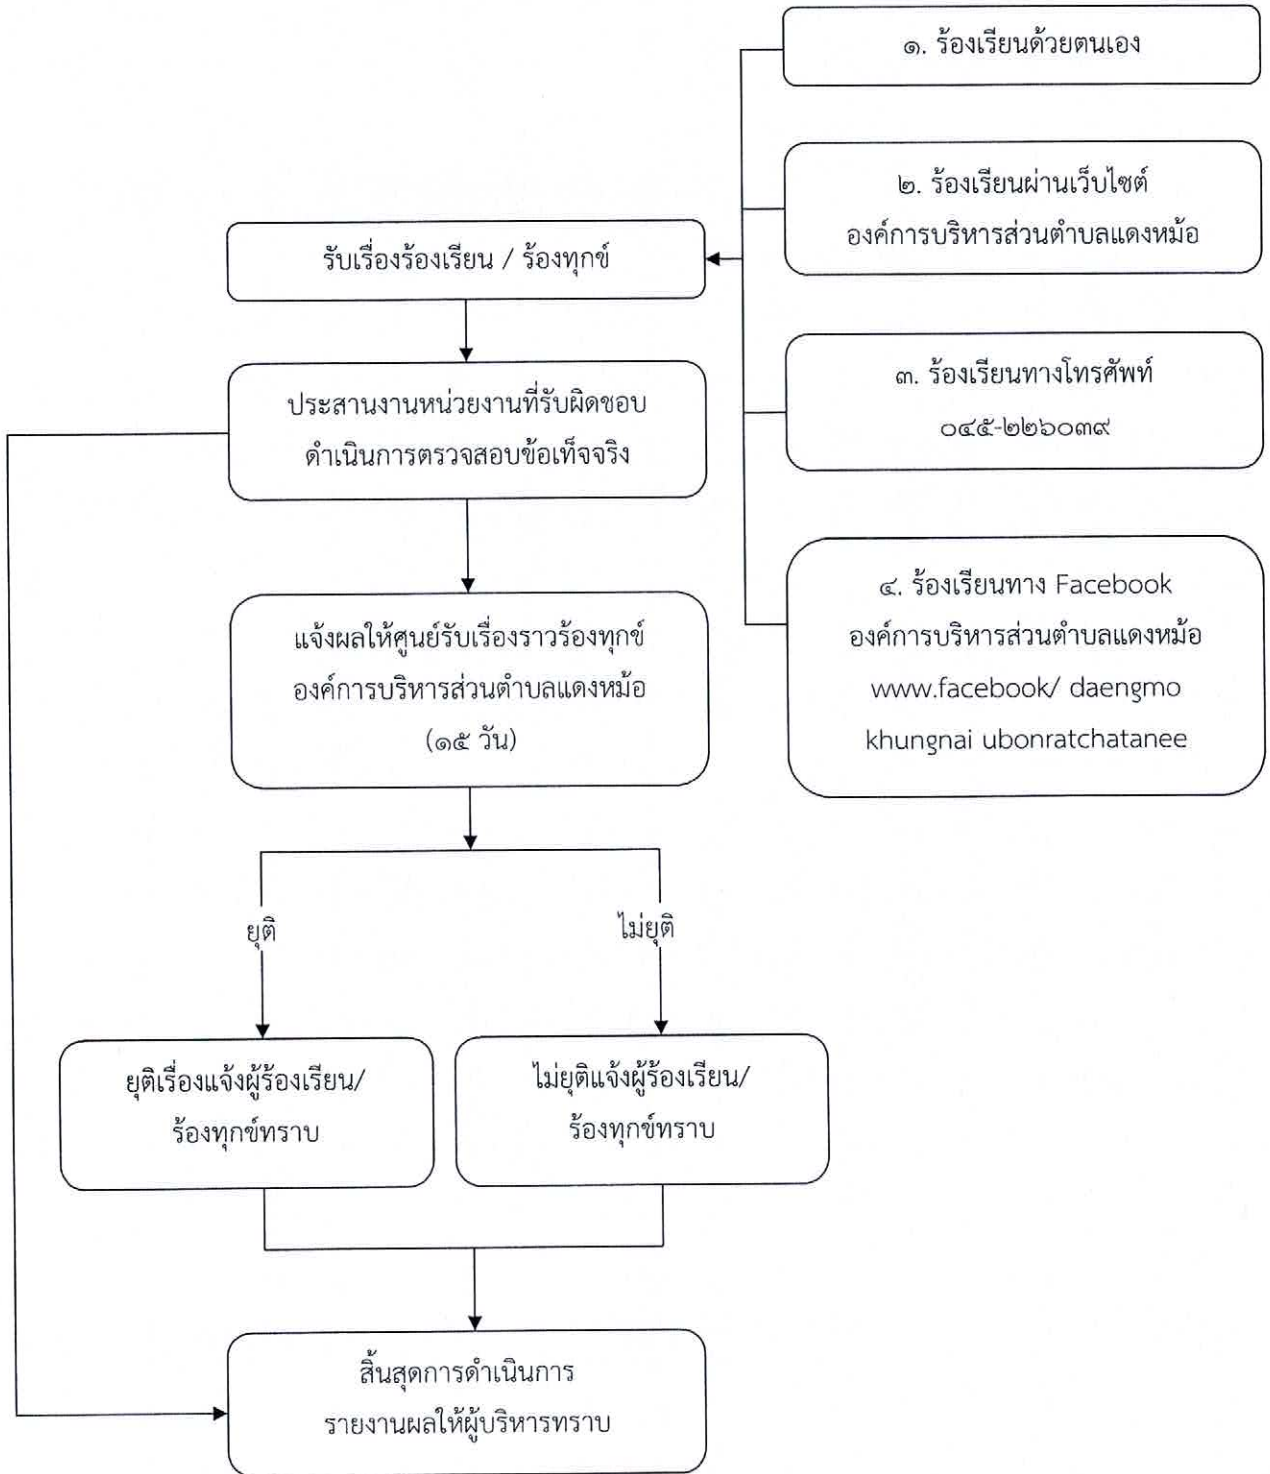 ๑. ร้องเรียนด้วยตนเอง
๒. ร้องเรียนผ่านเว็บไซต์
องค์การบริหารส่วนตำบลแดงหม้อ
รับเรื่องร้องเรียน / ร้องทุกข์
๓. ร้องเรียนทางโทรศัพท์
๐๔๕-๒๒๖๐๓๙
ประสานงานหน่วยงานที่รับผิดชอบ
ดำเนินการตรวจสอบข้อเท็จจริง
๔. ร้องเรียนทาง Facebook
องค์การบริหารส่วนตำบลแดงหม้อ
www.facebook/ daengmo
khungnai ubonratchatanee
แจ้งผลให้ศูนย์รับเรื่องราวร้องทุกข์
องค์การบริหารส่วนตำบลแดงหม้อ
(๑๕ วัน)
ยุติ
ไม่ยุติ
ยุติเรื่องแจ้งผู้ร้องเรียน/
ร้องทุกข์ทราบ
ไม่ยุติแจ้งผู้ร้องเรียน/
ร้องทุกข์ทราบ
สิ้นสุดการดำเนินการ
รายงานผลให้ผู้บริหารทราบ